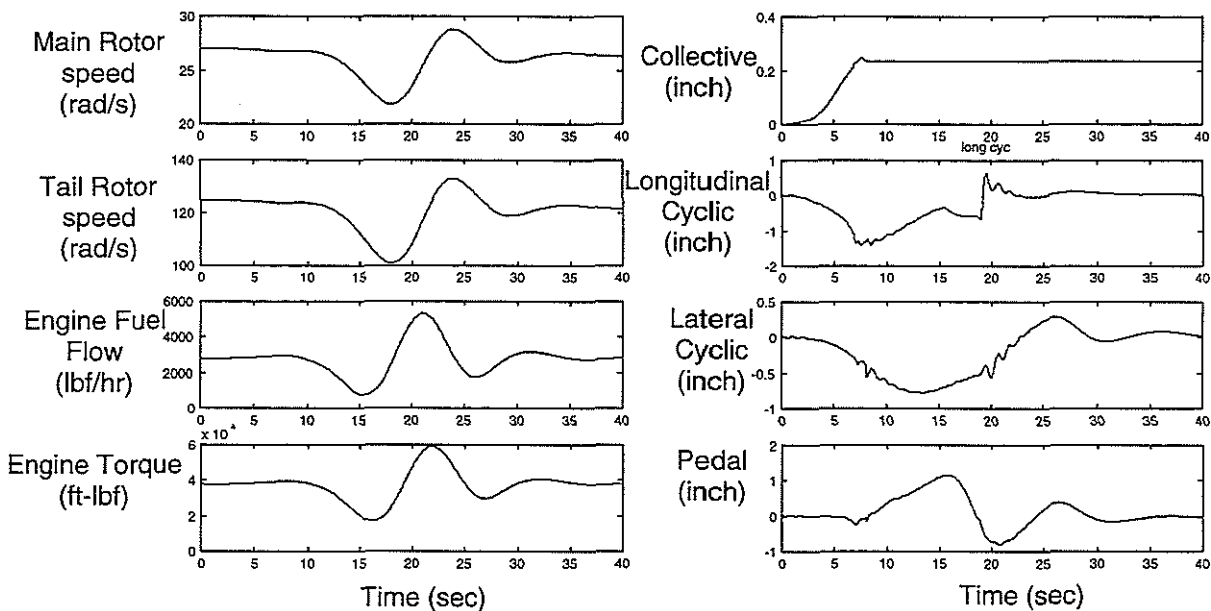 Main Rotor
speed
(rad/s)
30
25
20
0 5 10 15 20 25 30 35 40
Tail Rotor
speed
(rad/s)
140
120
100
0 5 10 15 20 25 30 35 40
Engine Fuel
Flow
(lbf/hr)
6000
4000
2000
0
0 5 10 15 20 25 30 35 40
x 10⁴
Engine Torque
(ft-lbf)
6
4
2
0
0 5 10 15 20 25 30 35 40
Time (sec)
Collective
(inch)
0.4
0.2
0
0 5 10 15 20 25 30 35 40
long cyc
Longitudinal
Cyclic
(inch)
1
0
-1
-2
0 5 10 15 20 25 30 35 40
Lateral
Cyclic
(inch)
0.5
0
-0.5
-1
0 5 10 15 20 25 30 35 40
Pedal
(inch)
2
1
0
-1
0 5 10 15 20 25 30 35 40
Time (sec)